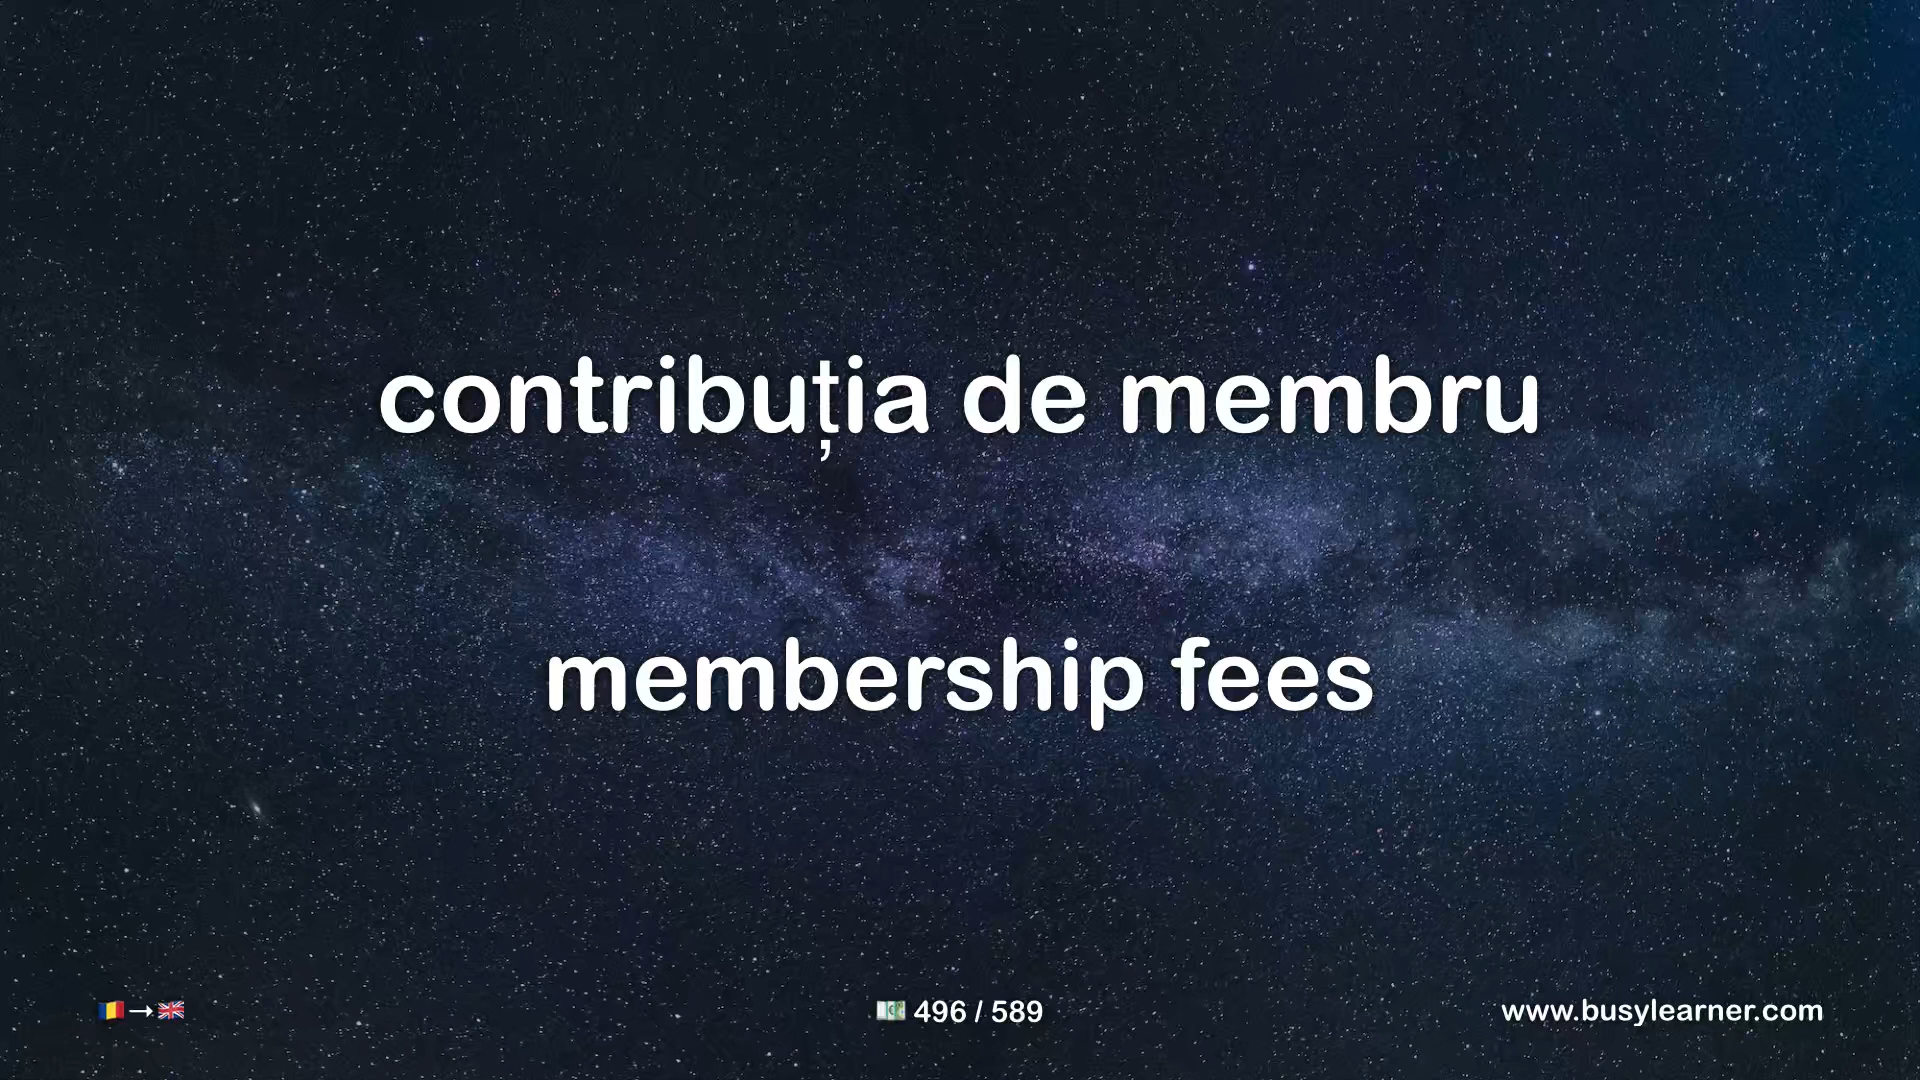 contribuția de membru
membership fees
🇷🇴→🇬🇧
💶 496 / 589
www.busylearner.com